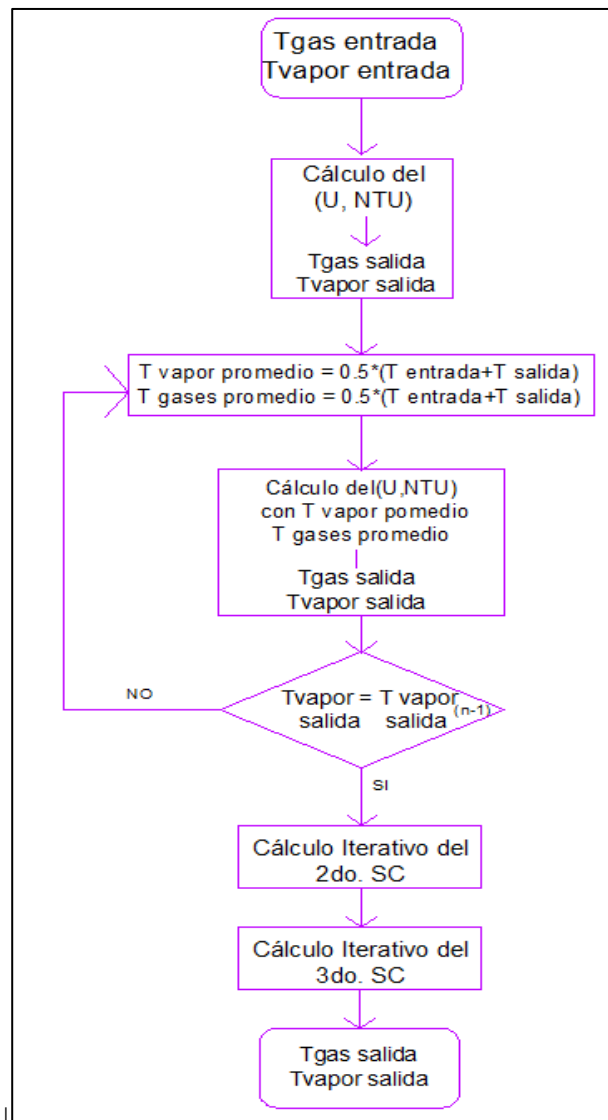 Tgas entrada
Tvapor entrada
Cálculo del
(U, NTU)
Tgas salida
Tvapor salida
T vapor promedio = 0.5*(T entrada+T salida)
T gases promedio = 0.5*(T entrada+T salida)
Cálculo del(U,NTU)
con T vapor pomedio
T gases promedio
Tgas salida
Tvapor salida
NO
Tvapor = T vapor
salida salida (n-1)
SI
Cálculo Iterativo del
2do. SC
Cálculo Iterativo del
3do. SC
Tgas salida
Tvapor salida